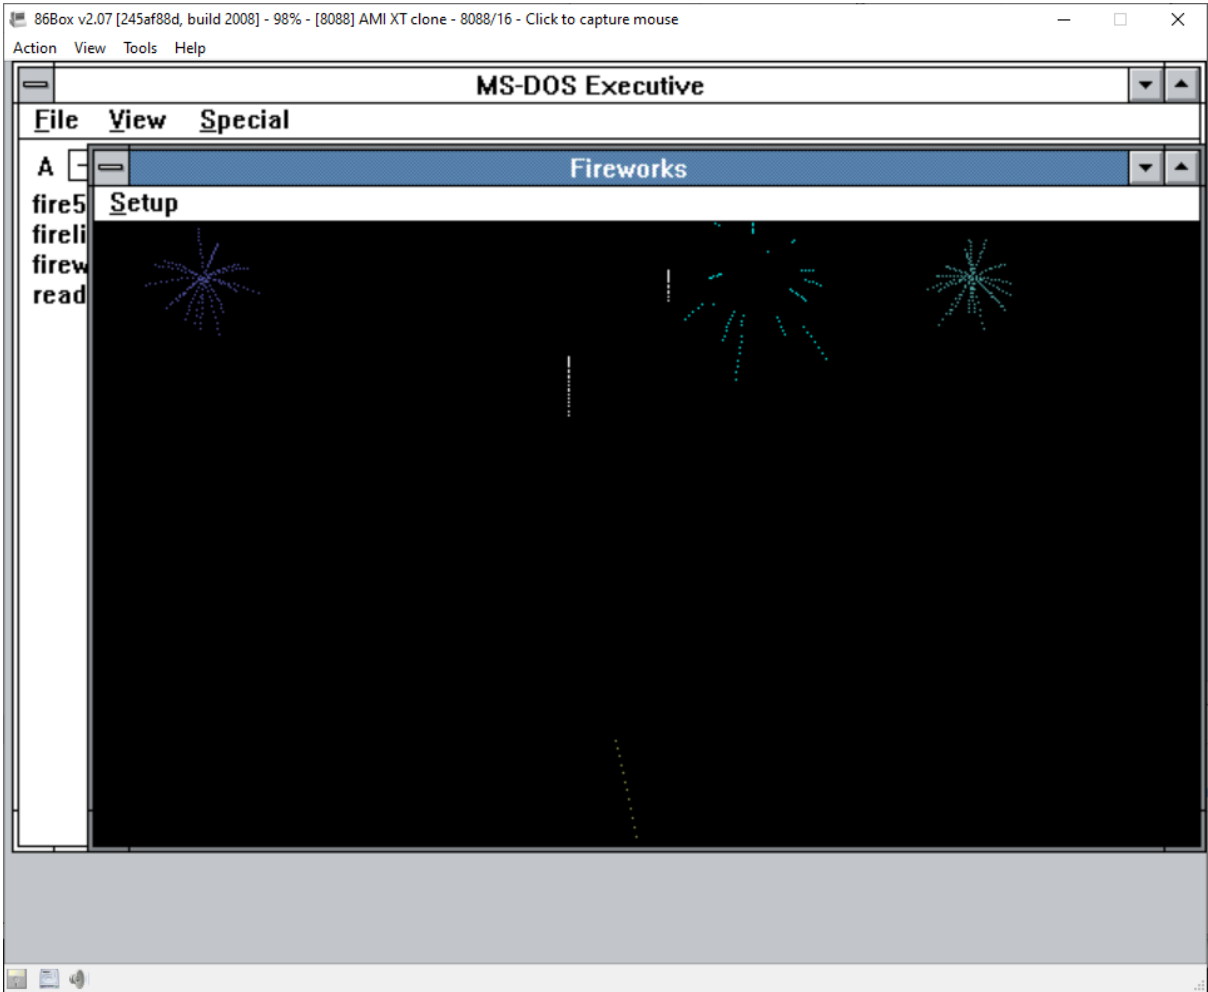 86Box v2.07 [245af88d, build 2008] - 98% - [8088] AMI XT clone - 8088/16 - Click to capture mouse
Action View Tools Help
MS-DOS Executive
File View Special
A
Fireworks
Setup
fire5
fireli
firew
read